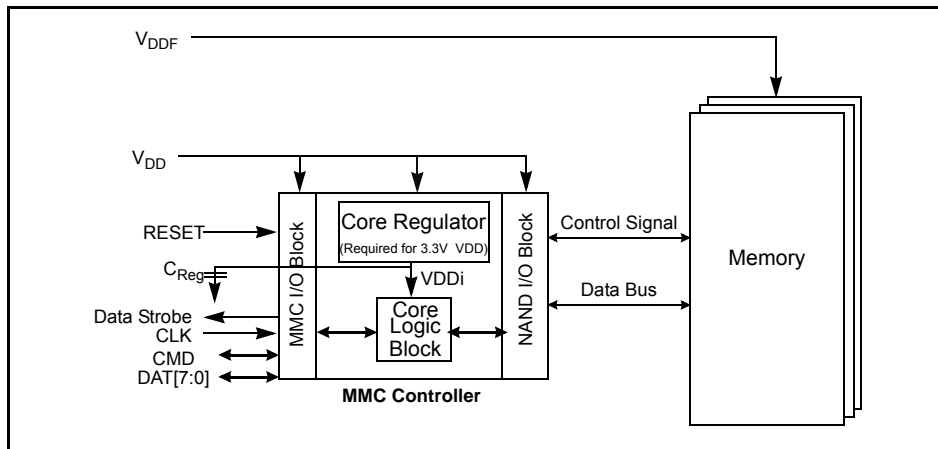 VDDF
VDD
RESET
CReg
Data Strobe
CLK
CMD
DAT[7:0]
MMC I/O Block
Core Regulator
(Required for 3.3V VDD)
VDDi
Core
Logic
Block
NAND I/O Block
MMC Controller
Control Signal
Data Bus
Memory